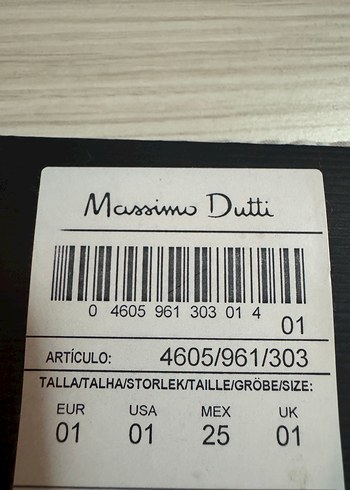 Massimo Dutti
0 4605 961 303 01 4
01
ARTÍCULO: 4605/961/303
TALLA/TALHA/STORLEK/TAILLE/GRÖBE/SIZE:
EUR USA MEX UK
01 01 25 01